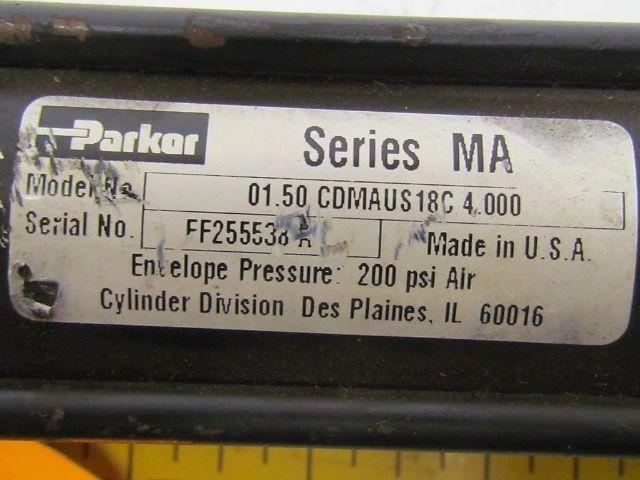 Parker Series MA
Model No. 01.50 CDMAUS18C 4.000
Serial No. FF255538 A Made in U.S.A.
Envelope Pressure: 200 psi Air
Cylinder Division Des Plaines, IL 60016